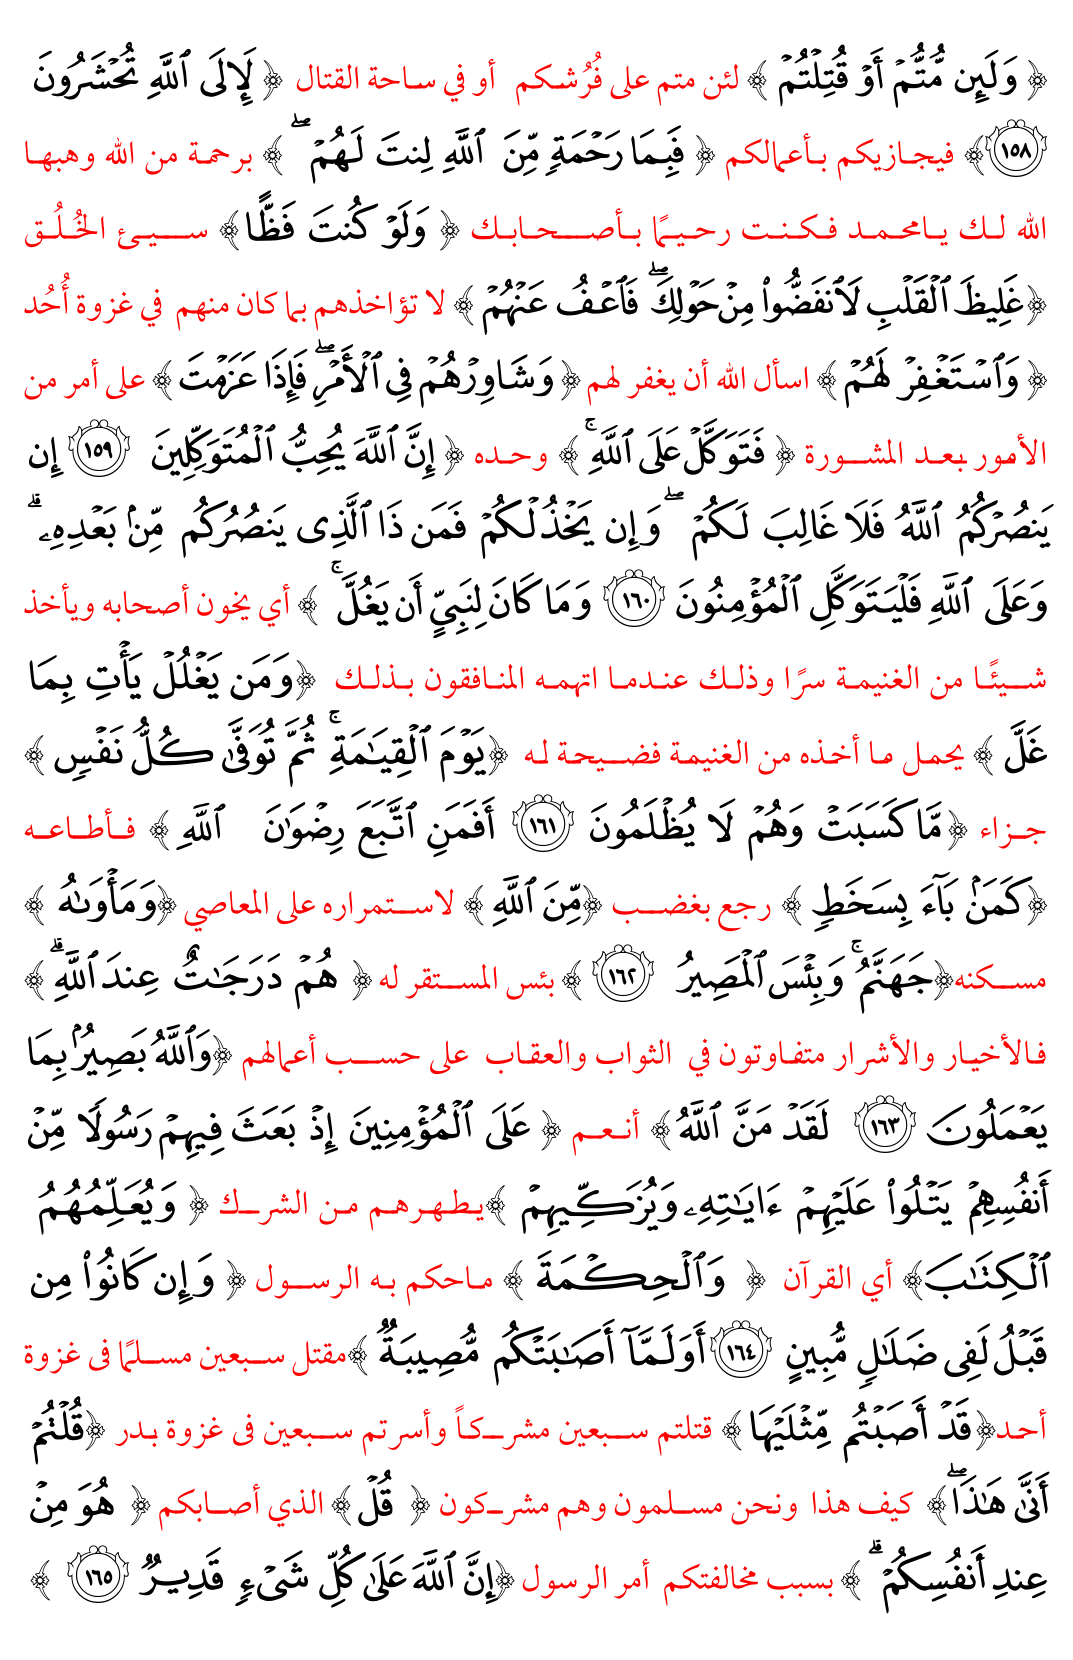 ﴿ وَلَئِن مُّتُّمْ أَوْ قُتِلْتُمْ ﴾ لئن متم على فُرُشكم أو في ساحة القتال ﴿ لَإِلَى ٱللَّهِ تُحْشَرُونَ
١٥٨﴾ فيجازيكم بأعمالكم ﴿ فَبِمَا رَحْمَةٍ مِّنَ ٱللَّهِ لِنتَ لَهُمْ ۖ ﴾ برحمة من الله وهبها
الله لك يامحمد فكنت رحيمًا بأصحابك ﴿ وَلَوْ كُنتَ فَظًّا﴾ سيئ الخُلُق
﴿غَلِيظَ ٱلْقَلْبِ لَٱنفَضُّوا۟ مِنْ حَوْلِكَ ۖ فَٱعْفُ عَنْهُمْ ﴾ لا تؤاخذهم بما كان منهم في غزوة أُحُد
﴿ وَٱسْتَغْفِرْ لَهُمْ ﴾ اسأل الله أن يغفر لهم ﴿ وَشَاوِرْهُمْ فِى ٱلْأَمْرِ ۖ فَإِذَا عَزَمْتَ ﴾ على أمر من
الأمور بعد المشورة ﴿ فَتَوَكَّلْ عَلَى ٱللَّهِ ۚ ﴾ وحده ﴿ إِنَّ ٱللَّهَ يُحِبُّ ٱلْمُتَوَكِّلِينَ ١٥٩ إِن
يَنصُرْكُمُ ٱللَّهُ فَلَا غَالِبَ لَكُمْ ۖ وَإِن يَخْذُلْكُمْ فَمَن ذَا ٱلَّذِى يَنصُرُكُم مِّنۢ بَعْدِهِۦ ۗ
وَعَلَى ٱللَّهِ فَلْيَتَوَكَّلِ ٱلْمُؤْمِنُونَ ١٦٠ وَمَا كَانَ لِنَبِىٍّ أَن يَغُلَّ ۚ ﴾ أي يخون أصحابه ويأخذ
شيئًا من الغنيمة سرًا وذلك عندما اتهمه المنافقون بذلك ﴿وَمَن يَغْلُلْ يَأْتِ بِمَا
غَلَّ ﴾ يحمل ما أخذه من الغنيمة فضيحة له ﴿يَوْمَ ٱلْقِيَـٰمَةِ ۚ ثُمَّ تُوَفَّىٰ كُلُّ نَفْسٍ ﴾
جزاء ﴿مَّا كَسَبَتْ وَهُمْ لَا يُظْلَمُونَ ١٦١ أَفَمَنِ ٱتَّبَعَ رِضْوَٰنَ ٱللَّهِ ﴾ فأطاعه
﴿كَمَنۢ بَآءَ بِسَخَطٍ ﴾ رجع بغضب ﴿مِّنَ ٱللَّهِ ﴾ لاستمراره على المعاصي ﴿وَمَأْوَىٰهُ ﴾
مسكنه﴿جَهَنَّمُ ۚ وَبِئْسَ ٱلْمَصِيرُ ١٦٢ ﴾ بئس المستقر له ﴿ هُمْ دَرَجَـٰتٌ عِندَ ٱللَّهِ ۗ ﴾
فالأخيار والأشرار متفاوتون في الثواب والعقاب على حسب أعمالهم ﴿وَٱللَّهُ بَصِيرٌۢ بِمَا
يَعْمَلُونَ ١٦٣ لَقَدْ مَنَّ ٱللَّهُ﴾ أنعم ﴿ عَلَى ٱلْمُؤْمِنِينَ إِذْ بَعَثَ فِيهِمْ رَسُولًا مِّنْ
أَنفُسِهِمْ يَتْلُوا۟ عَلَيْهِمْ ءَايَـٰتِهِۦ وَيُزَكِّيهِمْ ﴾يطهرهم من الشرك ﴿ وَيُعَلِّمُهُمُ
ٱلْكِتَـٰبَ﴾ أي القرآن ﴿ وَٱلْحِكْمَةَ ﴾ ماحكم به الرسول ﴿ وَإِن كَانُوا۟ مِن
قَبْلُ لَفِى ضَلَـٰلٍ مُّبِينٍ ١٦٤ أَوَلَمَّآ أَصَـٰبَتْكُم مُّصِيبَةٌ ﴾مقتل سبعين مسلمًا فى غزوة
أحد﴿قَدْ أَصَبْتُم مِّثْلَيْهَا ﴾ قتلتم سبعين مشركاً وأسرتم سبعين فى غزوة بدر ﴿قُلْتُمْ
أَنَّىٰ هَـٰذَا ۖ﴾ كيف هذا ونحن مسلمون وهم مشركون ﴿ قُلْ﴾ الذي أصابكم ﴿ هُوَ مِنْ
عِندِ أَنفُسِكُمْ ۗ ﴾ بسبب مخالفتكم أمر الرسول ﴿إِنَّ ٱللَّهَ عَلَىٰ كُلِّ شَىْءٍ قَدِيرٌ ١٦٥ ﴾